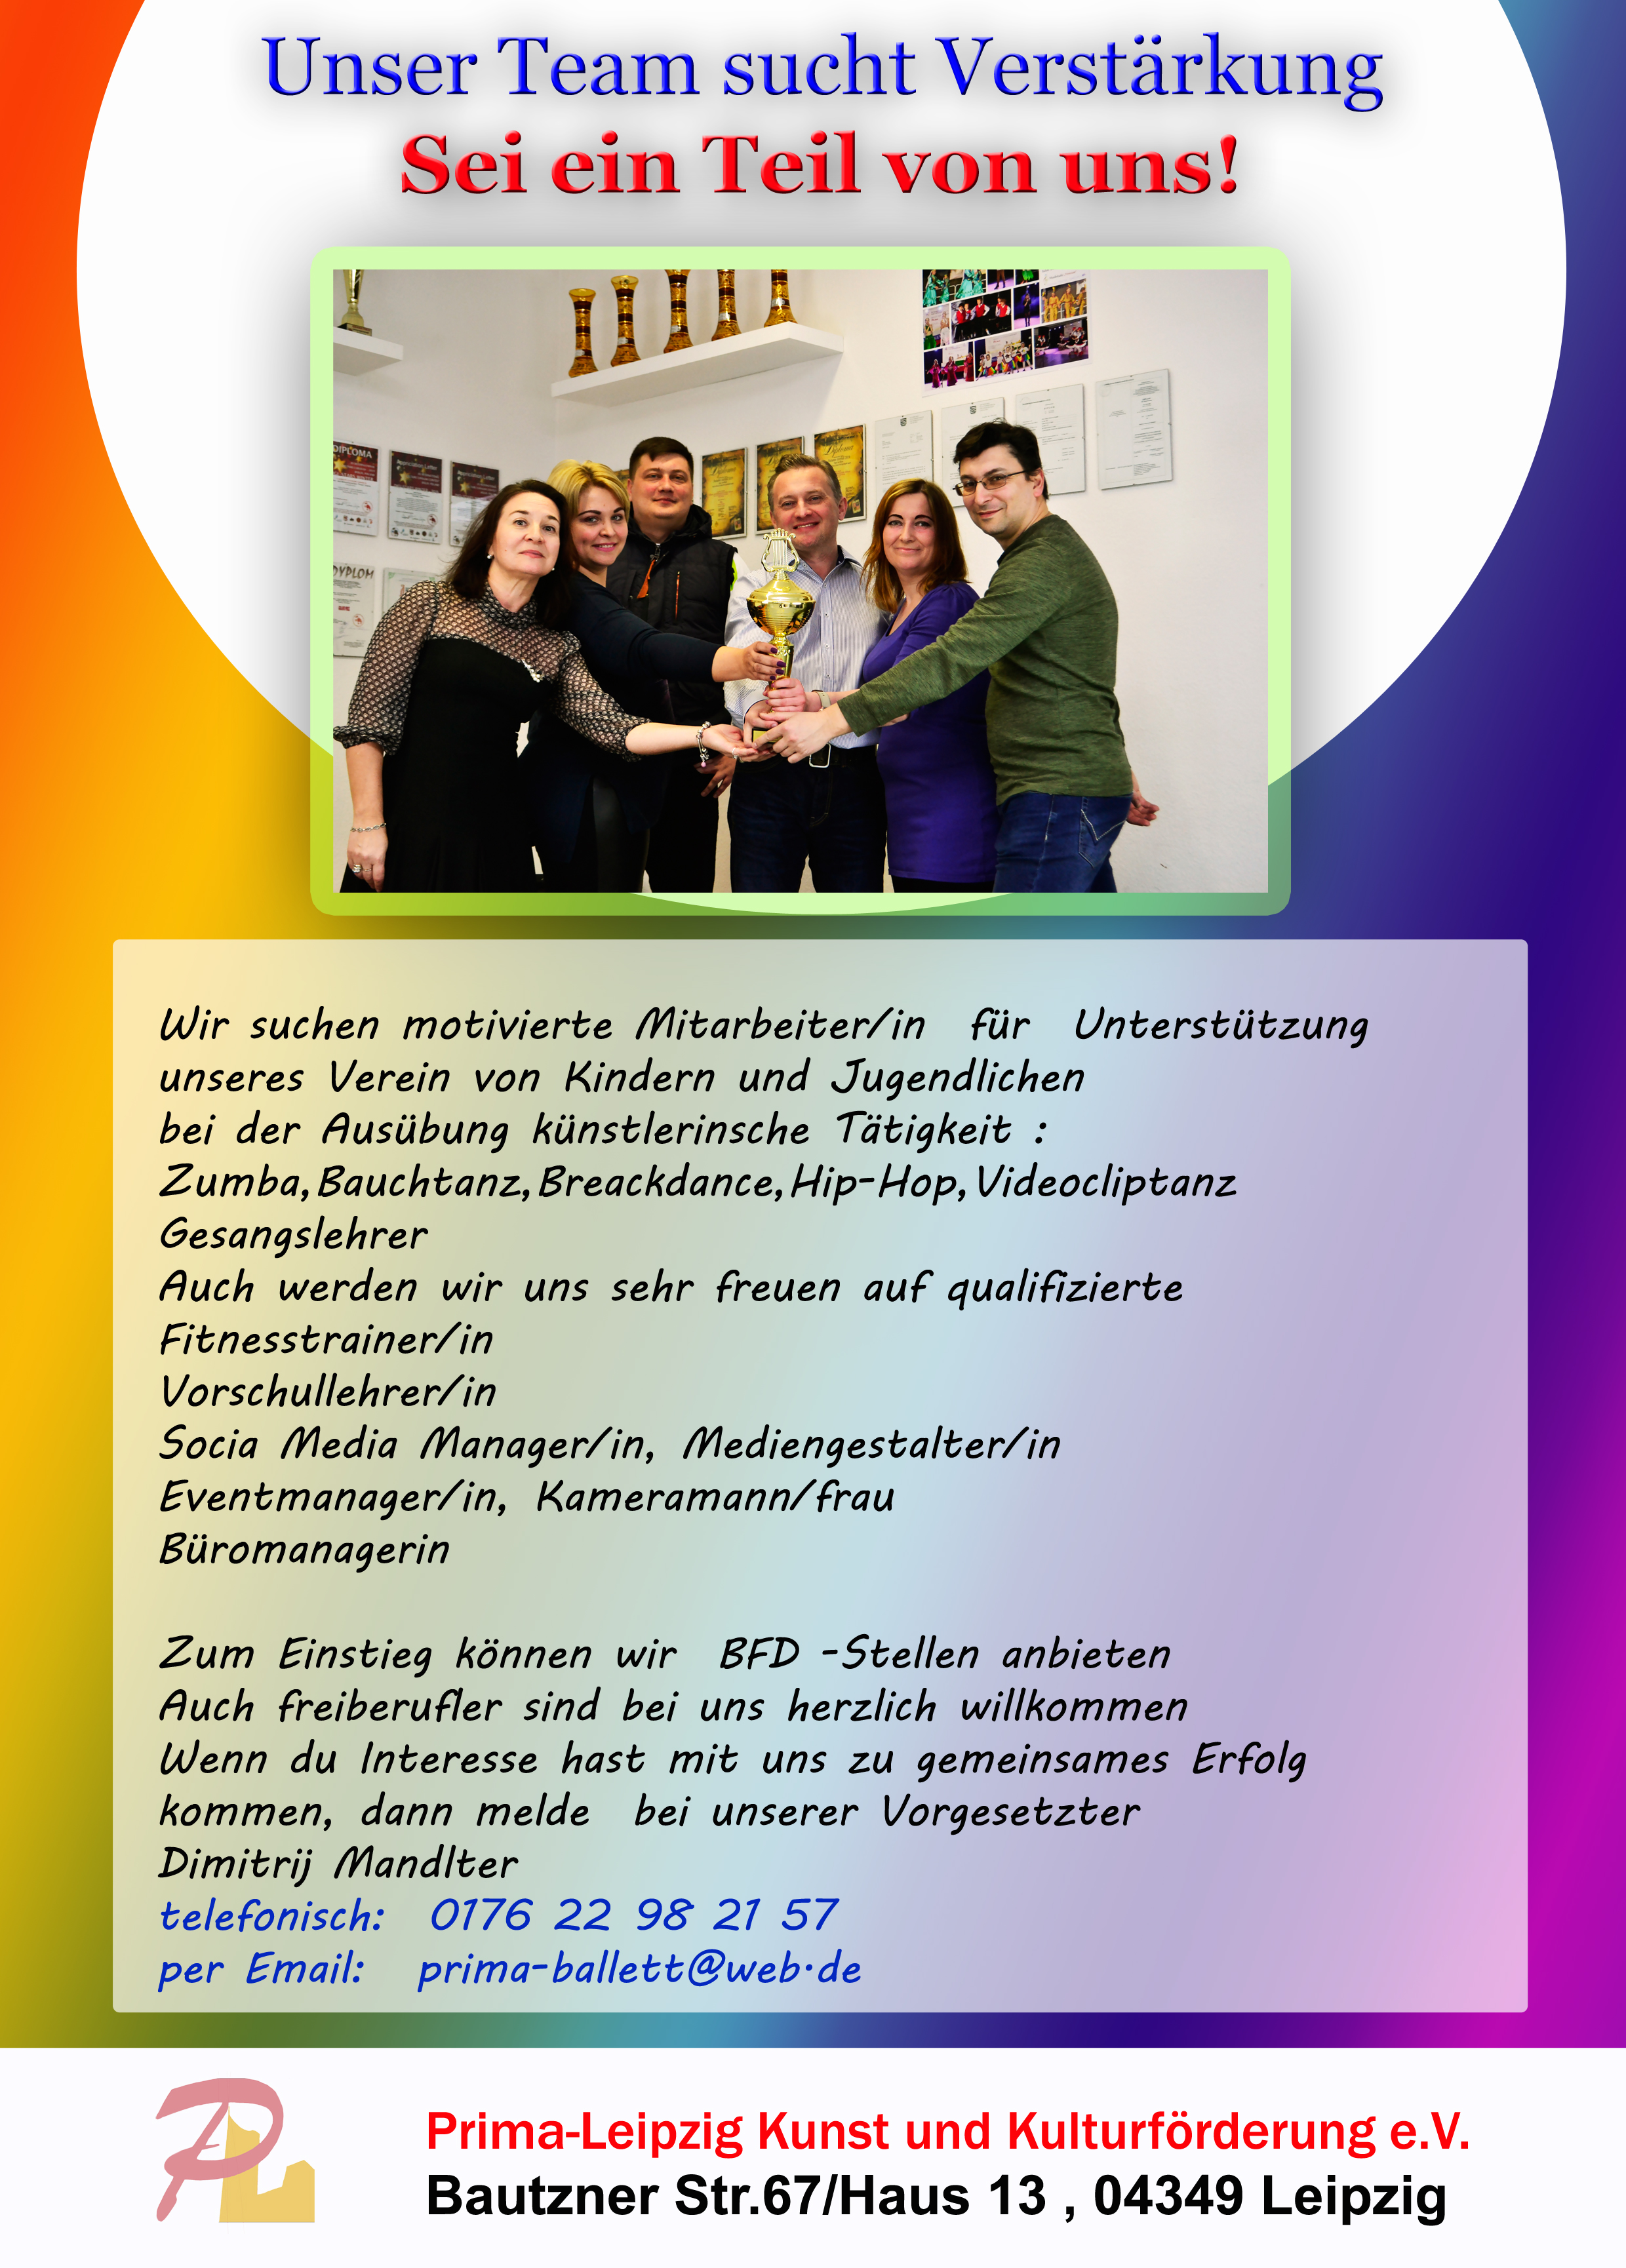 Unser Team sucht Verstärkung
Sei ein Teil von uns!
DIPLOMA
DYPLOM
Wir suchen motivierte Mitarbeiter/in für Unterstützung
unseres Verein von Kindern und Jugendlichen
bei der Ausübung künstlerinsche Tätigkeit :
Zumba,Bauchtanz,Breackdance,Hip-Hop,Videocliptanz
Gesangslehrer
Auch werden wir uns sehr freuen auf qualifizierte
Fitnesstrainer/in
Vorschullehrer/in
Socia Media Manager/in, Mediengestalter/in
Eventmanager/in, Kameramann/frau
Büromanagerin
Zum Einstieg können wir BFD -Stellen anbieten
Auch freiberufler sind bei uns herzlich willkommen
Wenn du Interesse hast mit uns zu gemeinsames Erfolg
kommen, dann melde bei unserer Vorgesetzter
Dimitrij Mandlter
telefonisch: 0176 22 98 21 57
per Email: prima-ballett@web.de
PL
Prima-Leipzig Kunst und Kulturförderung e.V.
Bautzner Str.67/Haus 13 , 04349 Leipzig